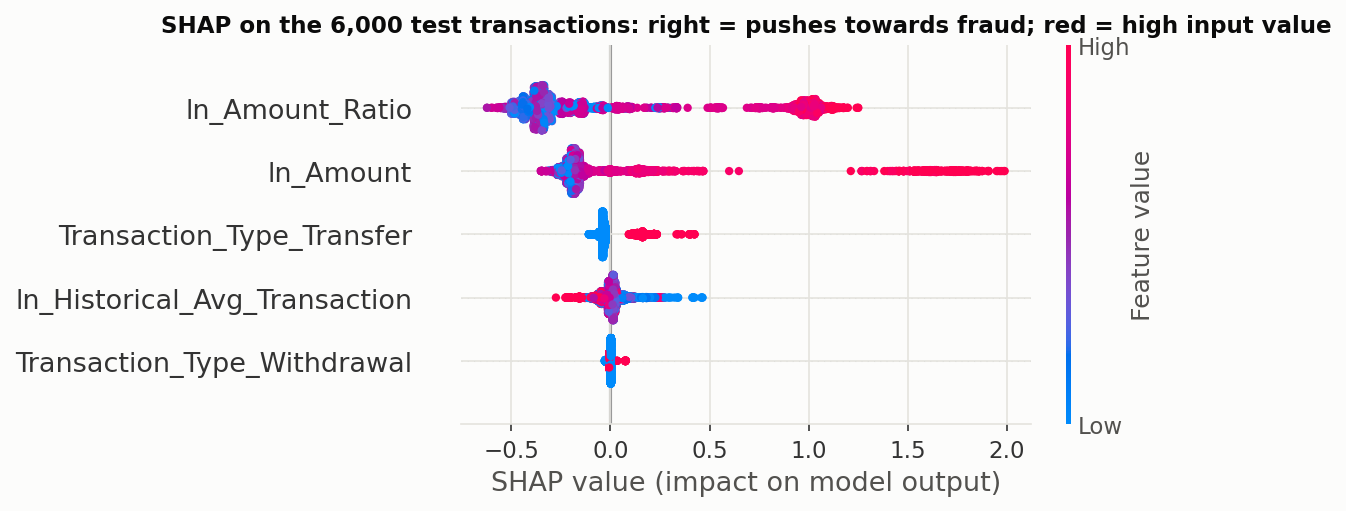 SHAP on the 6,000 test transactions: right = pushes towards fraud; red = high input value
High
ln_Amount_Ratio
ln_Amount
Transaction_Type_Transfer
ln_Historical_Avg_Transaction
Transaction_Type_Withdrawal
Feature value
Low
−0.5 0.0 0.5 1.0 1.5 2.0
SHAP value (impact on model output)